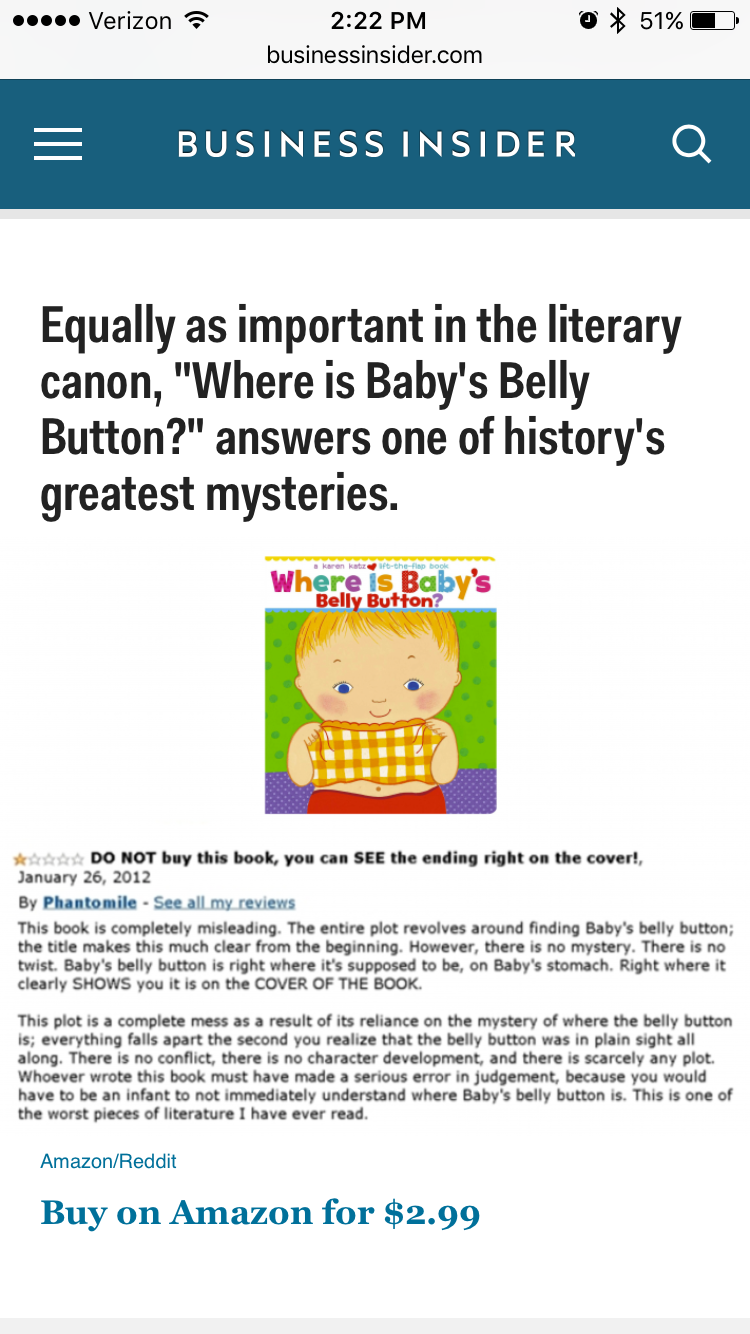 Verizon 2:22 PM 51%
businessinsider.com
BUSINESS INSIDER
Equally as important in the literary
canon, "Where is Baby's Belly
Button?" answers one of history's
greatest mysteries.
a karen katz lift-the-flap book
Where is Baby's
Belly Button?
DO NOT buy this book, you can SEE the ending right on the cover!,
January 26, 2012
By Phantomile - See all my reviews
This book is completely misleading. The entire plot revolves around finding Baby's belly button;
the title makes this much clear from the beginning. However, there is no mystery. There is no
twist. Baby's belly button is right where it's supposed to be, on Baby's stomach. Right where it
clearly SHOWS you it is on the COVER OF THE BOOK.
This plot is a complete mess as a result of its reliance on the mystery of where the belly button
is; everything falls apart the second you realize that the belly button was in plain sight all
along. There is no conflict, there is no character development, and there is scarcely any plot.
Whoever wrote this book must have made a serious error in judgement, because you would
have to be an infant to not immediately understand where Baby's belly button is. This is one of
the worst pieces of literature I have ever read.
Amazon/Reddit
Buy on Amazon for $2.99